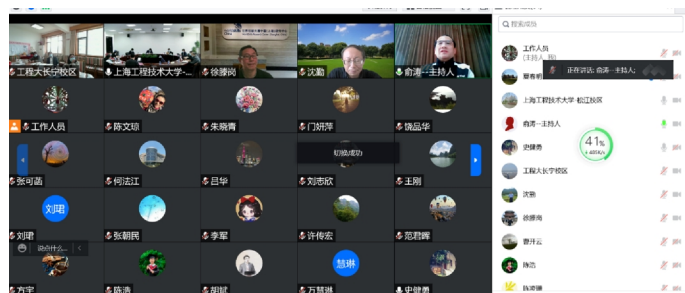 搜索成员
工程大长宁校区
上海工程技术大学-...
徐滕岗
沈勤
俞涛--主持人
工作人员
陈文琼
朱晓青
门妍萍
饶品华
切换成功
张可菡
何法江
吕华
刘志欣
王刚
刘珺
刘珺
张朝民
李军
许传宏
范君晖
说点什么...
慧琳
方宇
陈浩
胡斌
万慧琳
史健勇
工作人员
(主持人, 我)
正在讲话: 俞涛--主持人;
夏春明
上海工程技术大学-松江校区
俞涛--主持人
史健勇
41%
工程大长宁校区
沈勤
徐滕岗
曹开云
陈浩